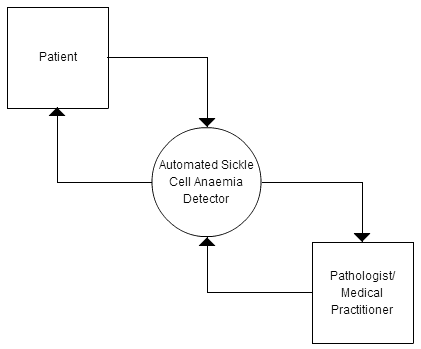 Patient
Automated Sickle
Cell Anaemia
Detector
Pathologist/
Medical
Practitioner